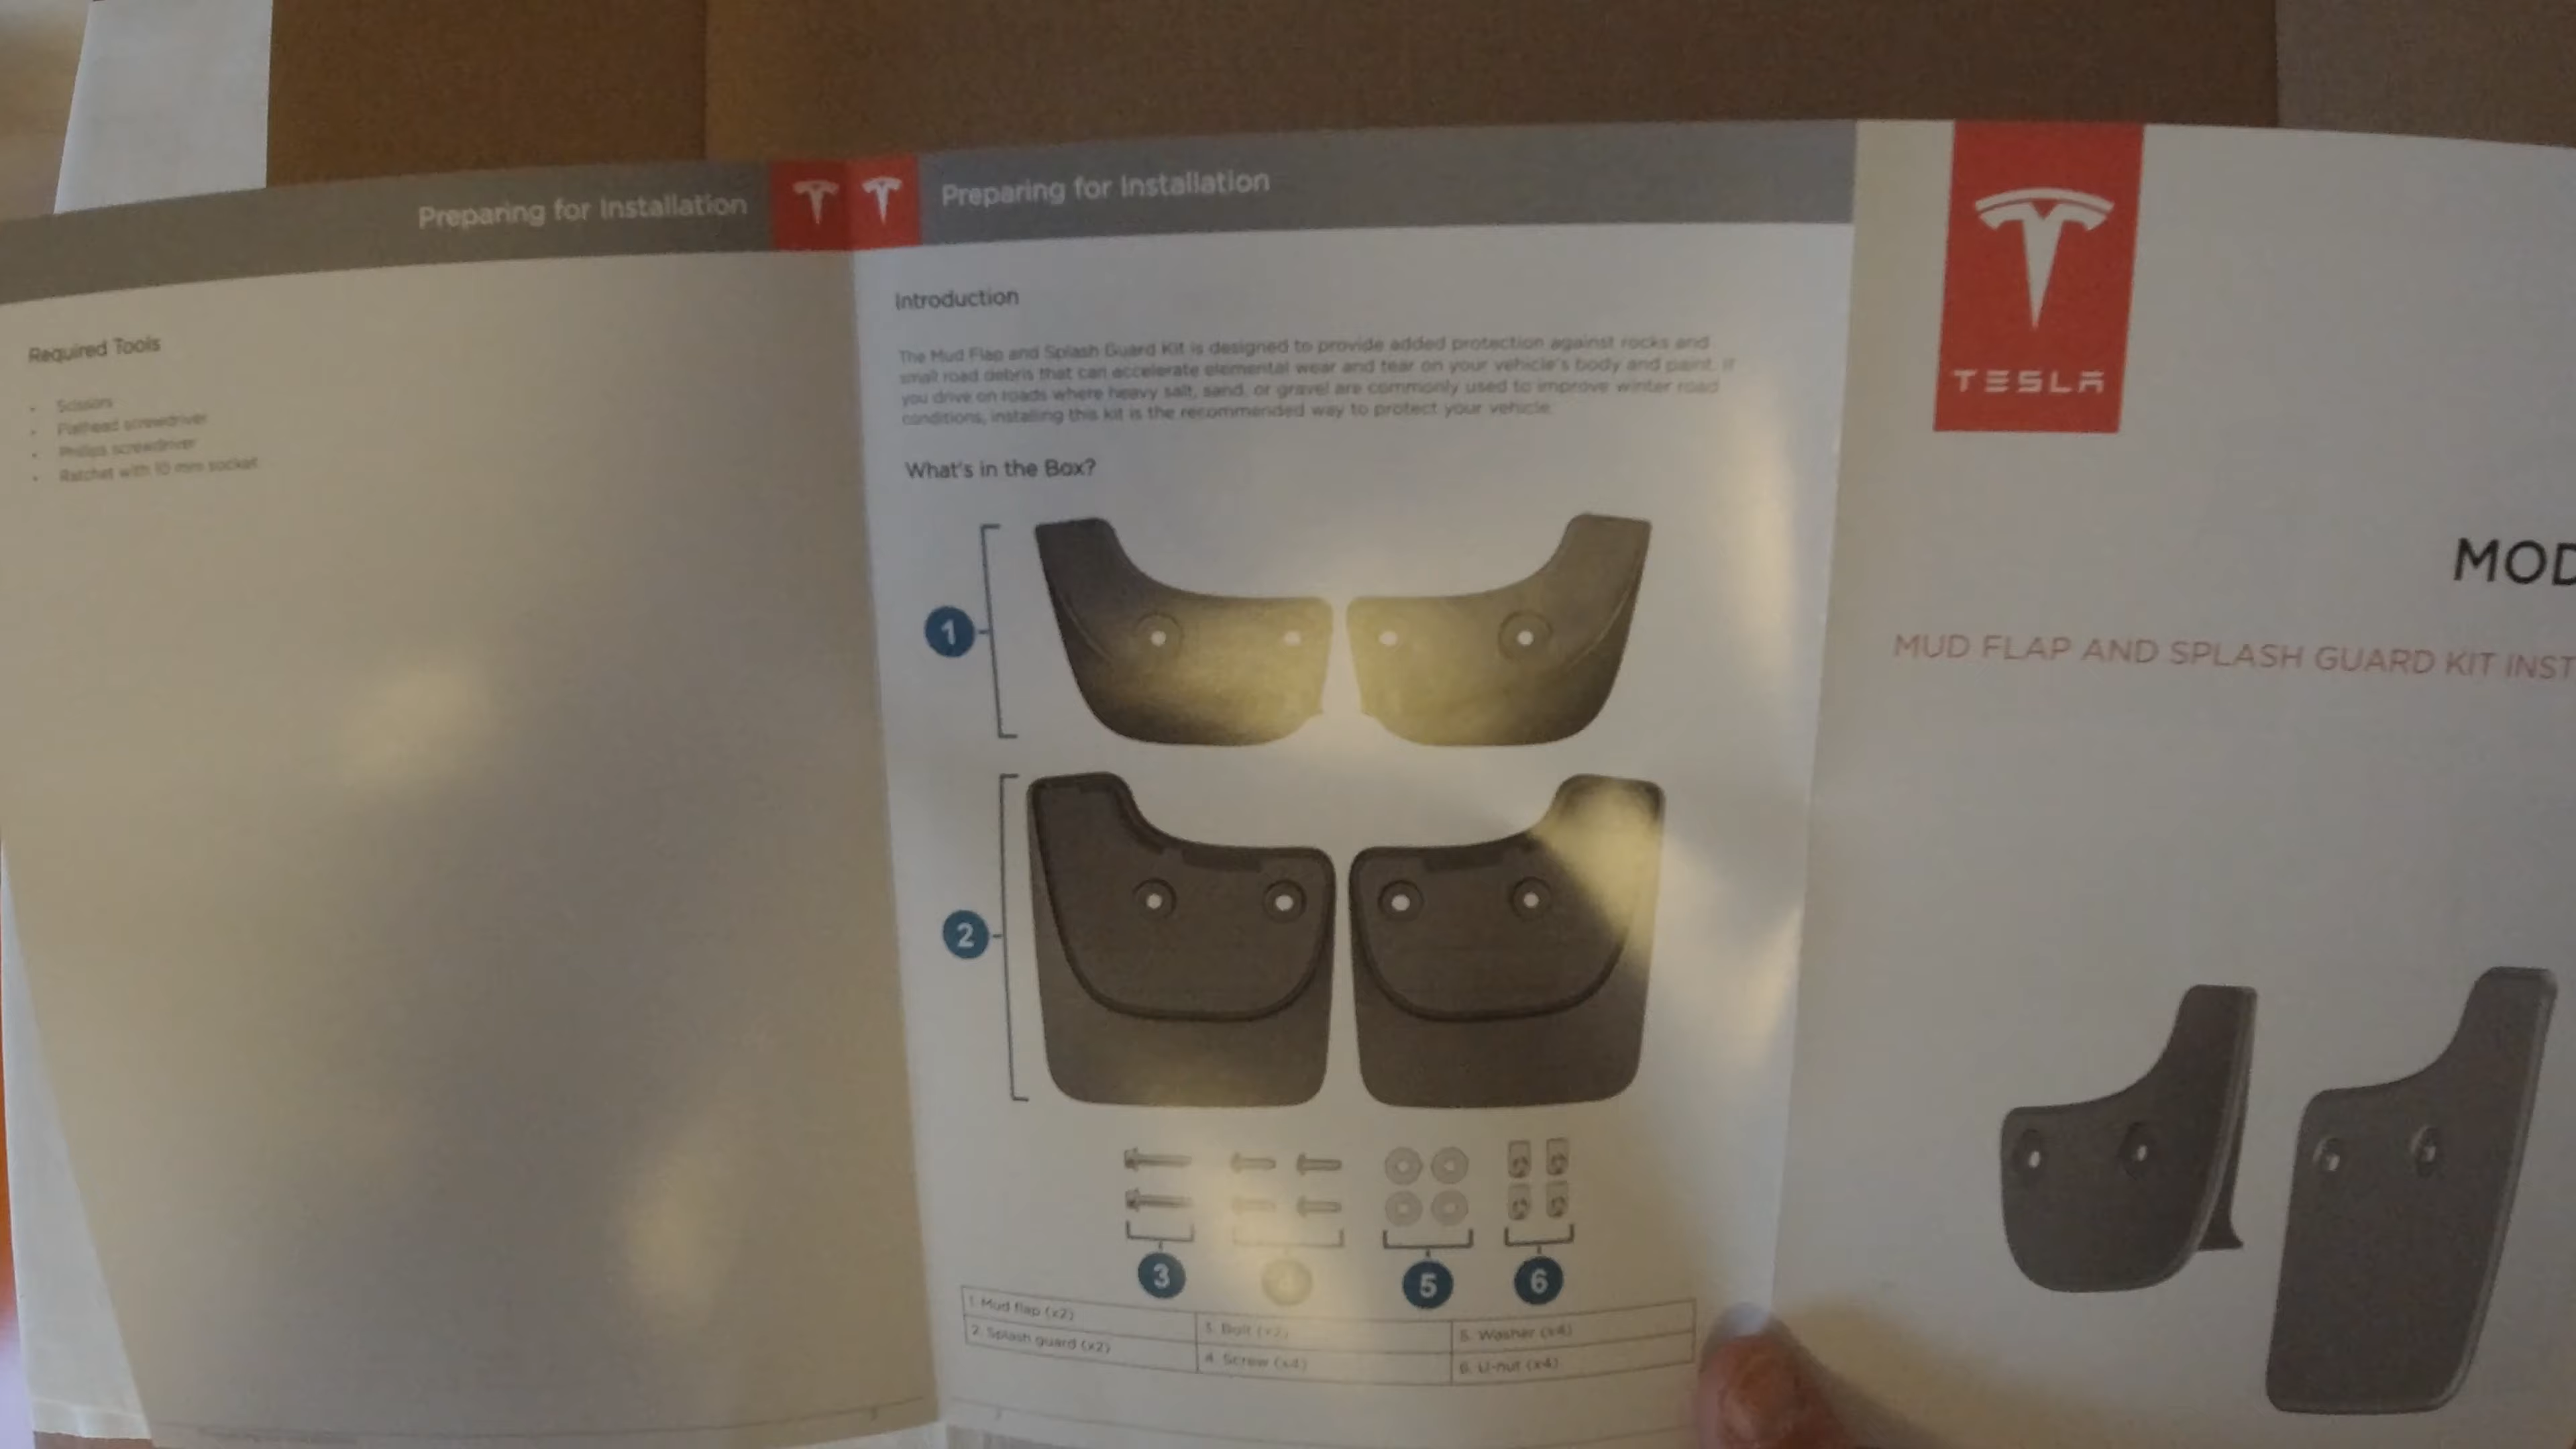 Preparing for Installation
Required Tools
• Scissors
• Flathead screwdriver
• Phillips screwdriver
• Ratchet with 10 mm socket
Preparing for Installation
Introduction
The Mud Flap and Splash Guard Kit is designed to provide added protection against rocks and
small road debris that can accelerate elemental wear and tear on your vehicle's body and paint. If
you drive on roads where heavy salt, sand, or gravel are commonly used to improve winter road
conditions, installing this kit is the recommended way to protect your vehicle.
What's in the Box?
1
2
3
4
5
6
1. Mud flap (x2)
2. Splash guard (x2)
3. Bolt (x2)
4. Screw (x4)
5. Washer (x4)
6. U-nut (x4)
TESLA
MOD
MUD FLAP AND SPLASH GUARD KIT INST